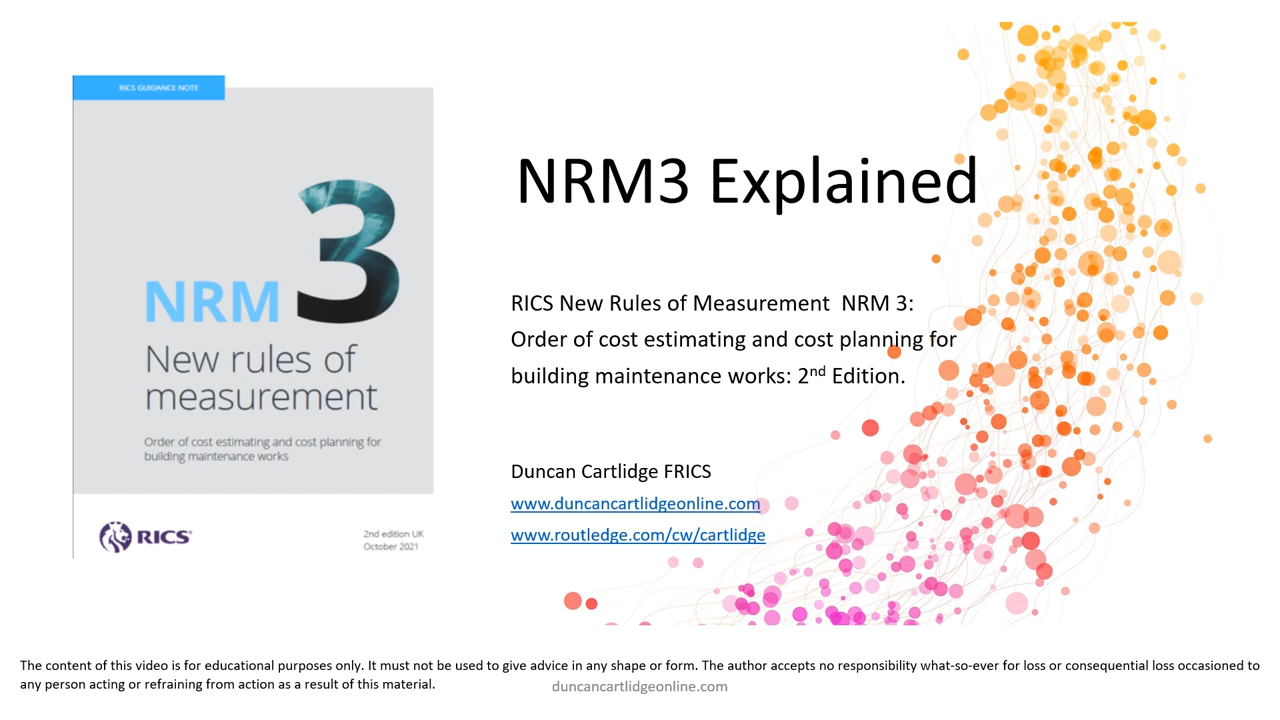 RICS GUIDANCE NOTE
NRM 3
New rules of
measurement
Order of cost estimating and cost planning for
building maintenance works
RICS
2nd edition UK
October 2021
NRM3 Explained
RICS New Rules of Measurement  NRM 3:
Order of cost estimating and cost planning for
building maintenance works: 2nd Edition.
Duncan Cartlidge FRICS
www.duncancartlidgeonline.com
www.routledge.com/cw/cartlidge
The content of this video is for educational purposes only. It must not be used to give advice in any shape or form. The author accepts no responsibility what-so-ever for loss or consequential loss occasioned to
any person acting or refraining from action as a result of this material.
duncancartlidgeonline.com